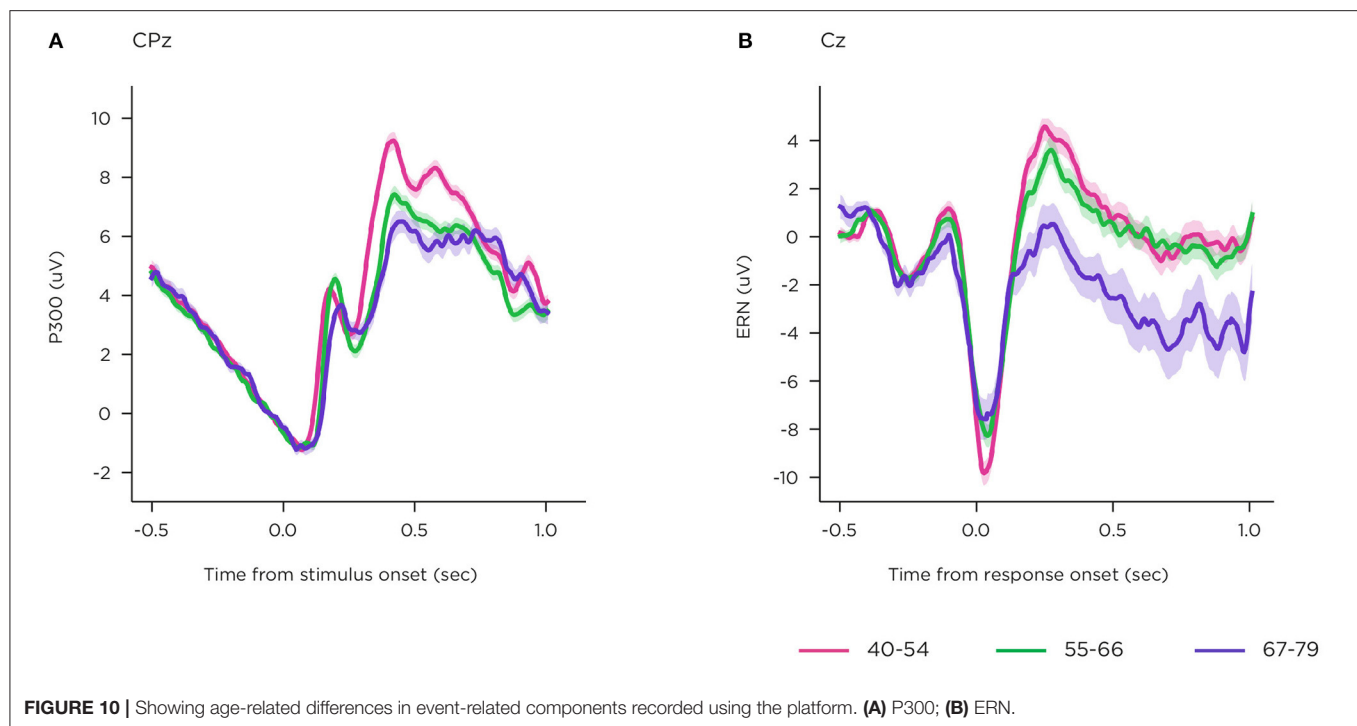 A
CPz
P300 (uV)
10
8
6
4
2
0
-2
-0.5 0.0 0.5 1.0
Time from stimulus onset (sec)
B
Cz
ERN (uV)
4
2
0
-2
-4
-6
-8
-10
-0.5 0.0 0.5 1.0
Time from response onset (sec)
40-54 55-66 67-79
FIGURE 10 | Showing age-related differences in event-related components recorded using the platform. (A) P300; (B) ERN.